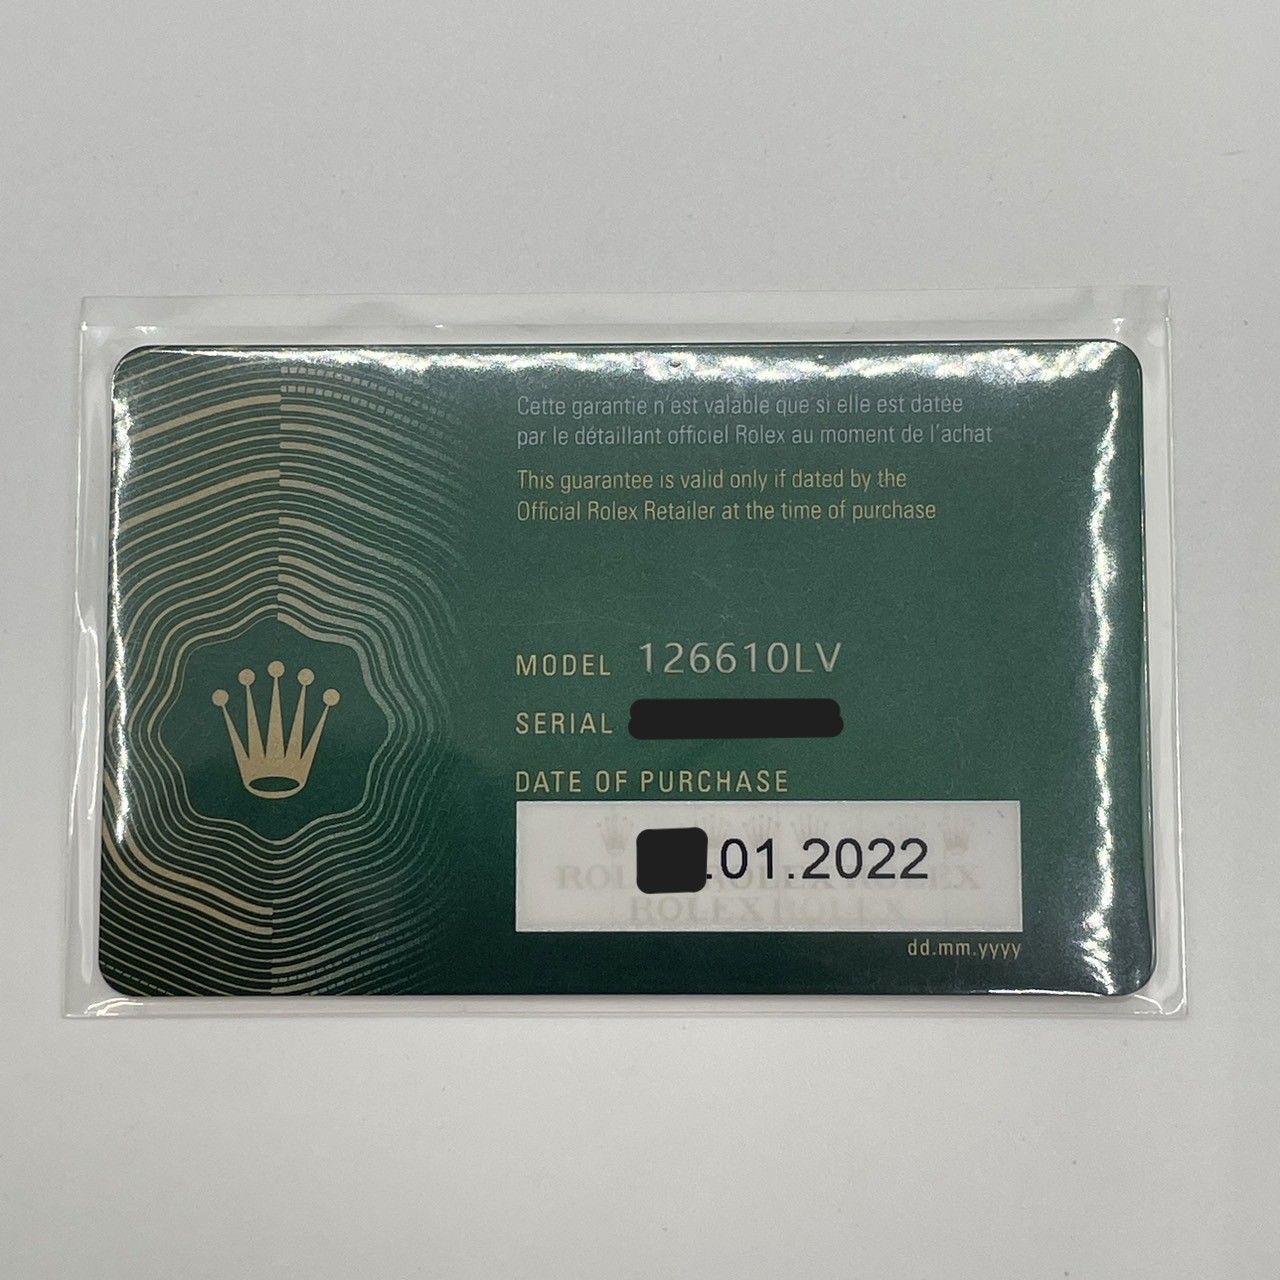 Cette garantie n'est valable que si elle est datée
par le détaillant officiel Rolex au moment de l'achat
This guarantee is valid only if dated by the
Official Rolex Retailer at the time of purchase
MODEL 126610LV
SERIAL
DATE OF PURCHASE
.01.2022
ROLEX ROLEX
dd.mm.yyyy